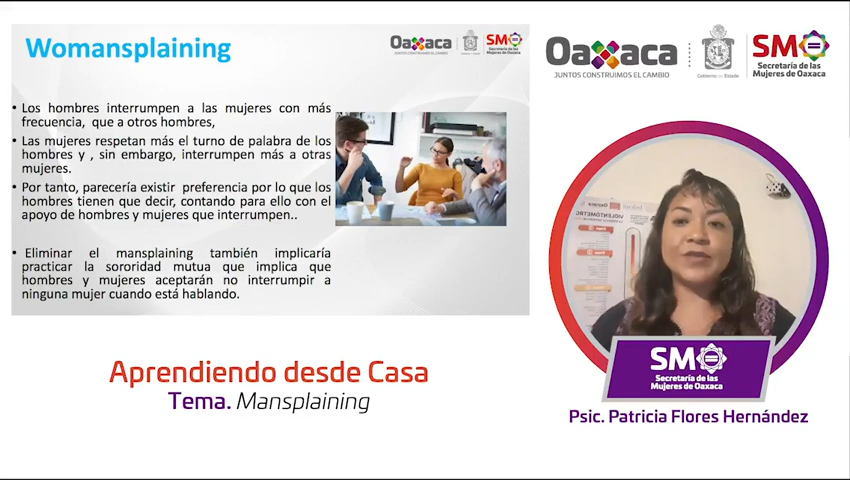 Womansplaining
Oaxaca
JUNTOS CONSTRUIMOS EL CAMBIO
SM
Secretaría de las
Mujeres de Oaxaca
• Los hombres interrumpen a las mujeres con más
frecuencia, que a otros hombres,
• Las mujeres respetan más el turno de palabra de los
hombres y , sin embargo, interrumpen más a otras
mujeres.
• Por tanto, parecería existir preferencia por lo que los
hombres tienen que decir, contando para ello con el
apoyo de hombres y mujeres que interrumpen..
• Eliminar el mansplaining también implicaría
practicar la sororidad mutua que implica que
hombres y mujeres aceptarán no interrumpir a
ninguna mujer cuando está hablando.
Oaxaca
JUNTOS CONSTRUIMOS EL CAMBIO
Gobierno del Estado
SM
Secretaría de las
Mujeres de Oaxaca
VIOLENTÓMETRO
SM
Secretaría de las
Mujeres de Oaxaca
Psic. Patricia Flores Hernández
Aprendiendo desde Casa
Tema. Mansplaining